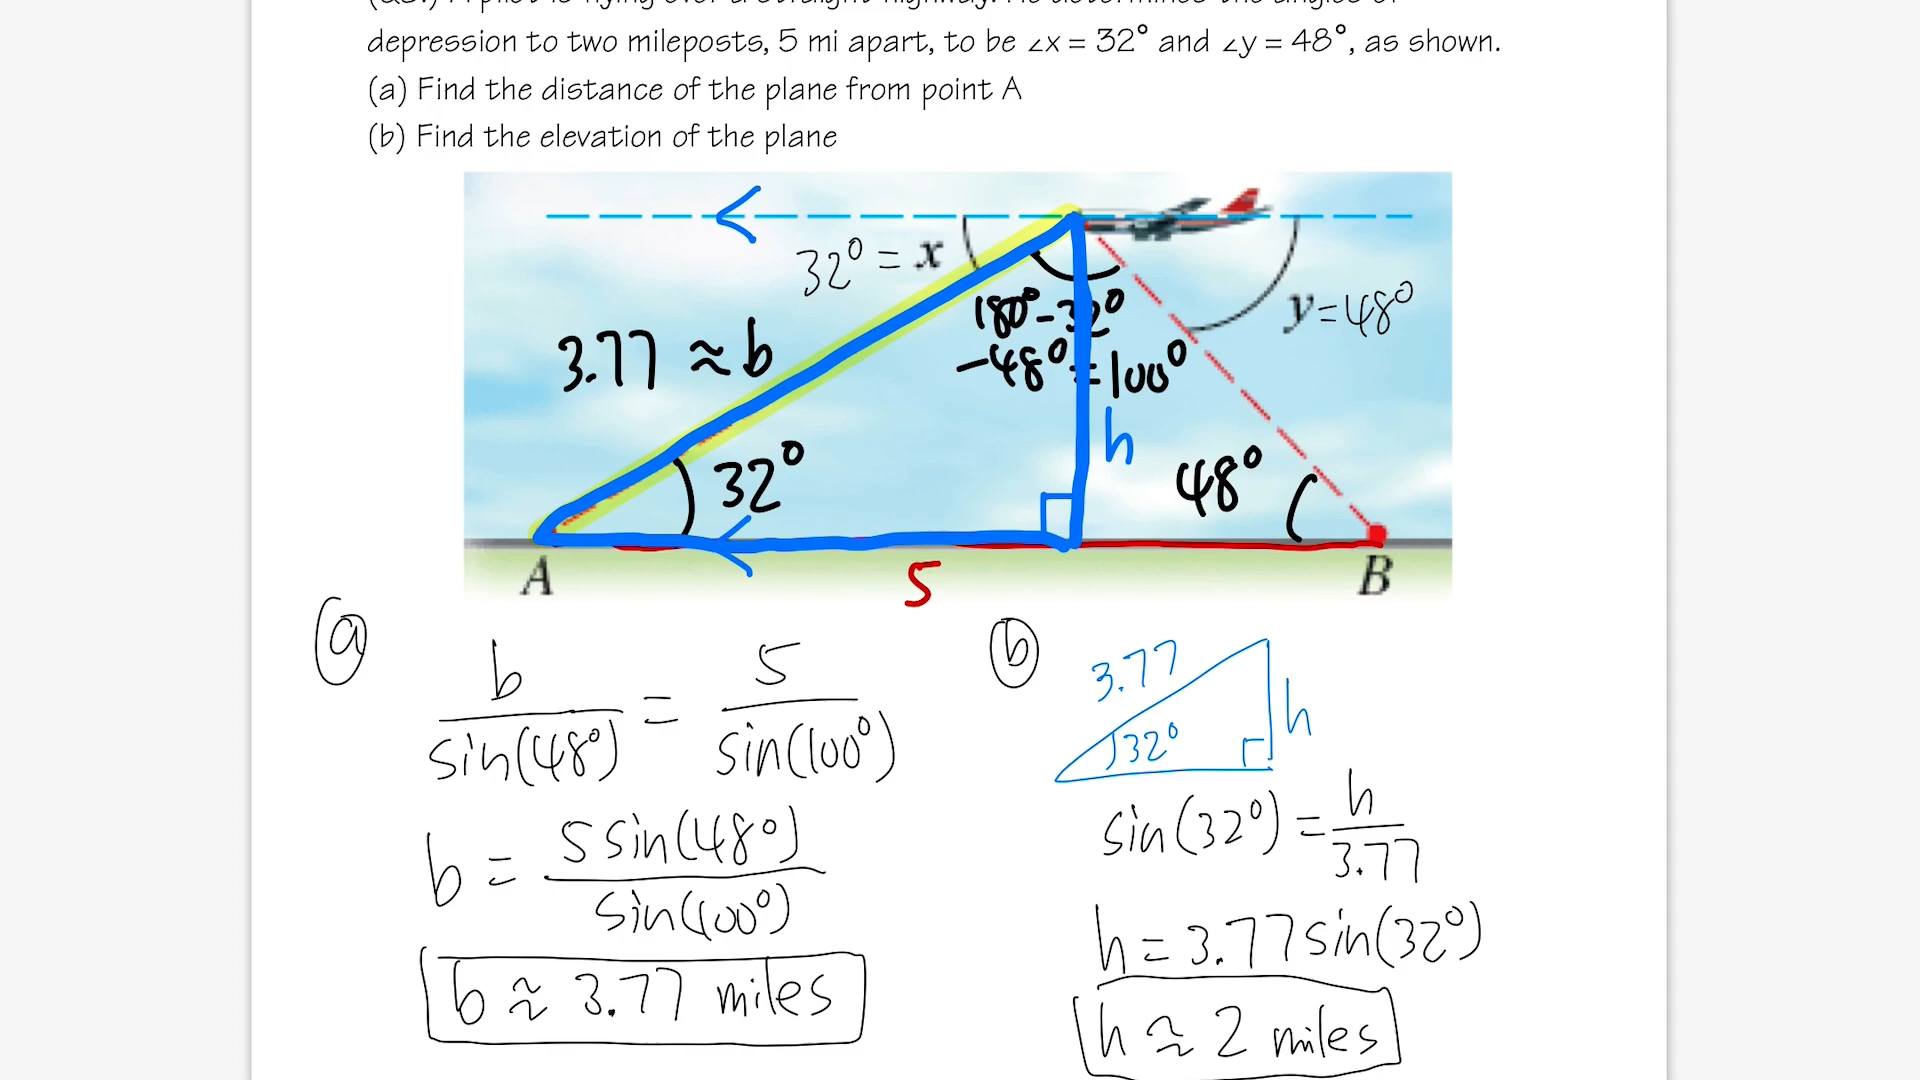 depression to two mileposts, 5 mi apart, to be ∠x = 32° and ∠y = 48°, as shown.
(a) Find the distance of the plane from point A
(b) Find the elevation of the plane
32° = x
y = 48°
180° - 32°
- 48° = 100°
3.77 ≈ b
h
32°
48°
A
5
B
(a)
b / sin(48°) = 5 / sin(100°)
b = 5 sin(48°) / sin(100°)
b ≈ 3.77 miles
(b)
3.77
h
32°
sin(32°) = h / 3.77
h = 3.77 sin(32°)
h ≈ 2 miles